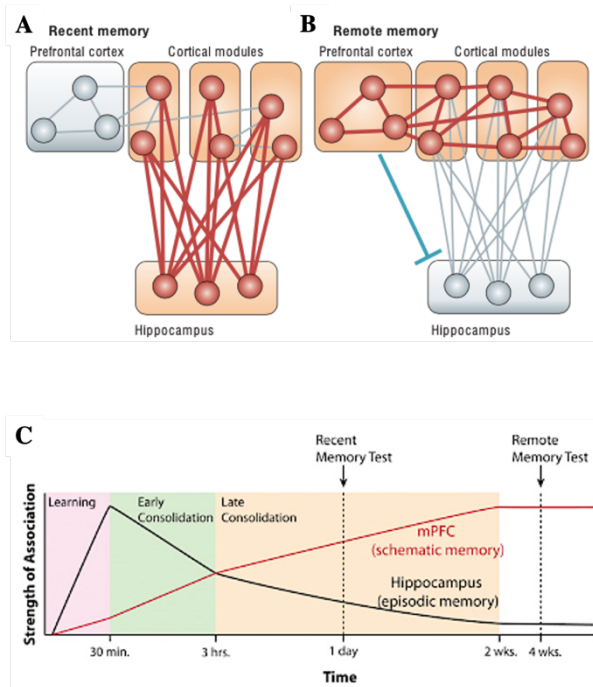 A
Recent memory
Prefrontal cortex
Cortical modules
Hippocampus
B
Remote memory
Prefrontal cortex
Cortical modules
Hippocampus
C
Recent
Memory Test
Remote
Memory Test
Strength of Association
Learning
Early
Consolidation
Late
Consolidation
mPFC
(schematic memory)
Hippocampus
(episodic memory)
30 min.
3 hrs.
1 day
2 wks.
4 wks.
Time